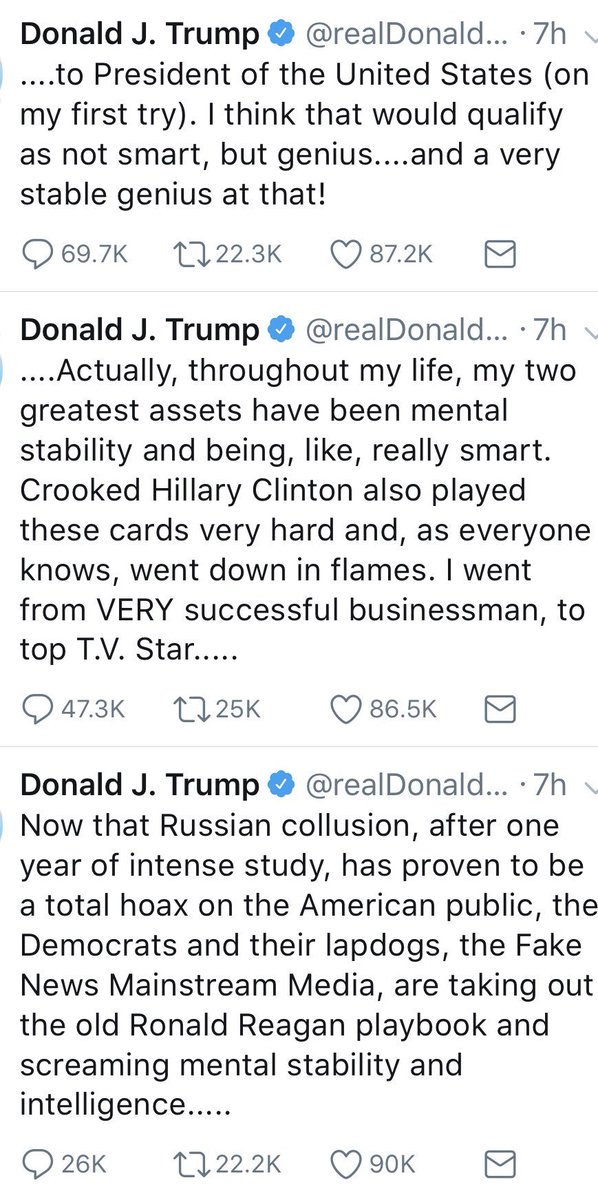 Donald J. Trump @realDonald... · 7h
....to President of the United States (on
my first try). I think that would qualify
as not smart, but genius....and a very
stable genius at that!
69.7K 22.3K 87.2K
Donald J. Trump @realDonald... · 7h
....Actually, throughout my life, my two
greatest assets have been mental
stability and being, like, really smart.
Crooked Hillary Clinton also played
these cards very hard and, as everyone
knows, went down in flames. I went
from VERY successful businessman, to
top T.V. Star.....
47.3K 25K 86.5K
Donald J. Trump @realDonald... · 7h
Now that Russian collusion, after one
year of intense study, has proven to be
a total hoax on the American public, the
Democrats and their lapdogs, the Fake
News Mainstream Media, are taking out
the old Ronald Reagan playbook and
screaming mental stability and
intelligence.....
26K 22.2K 90K